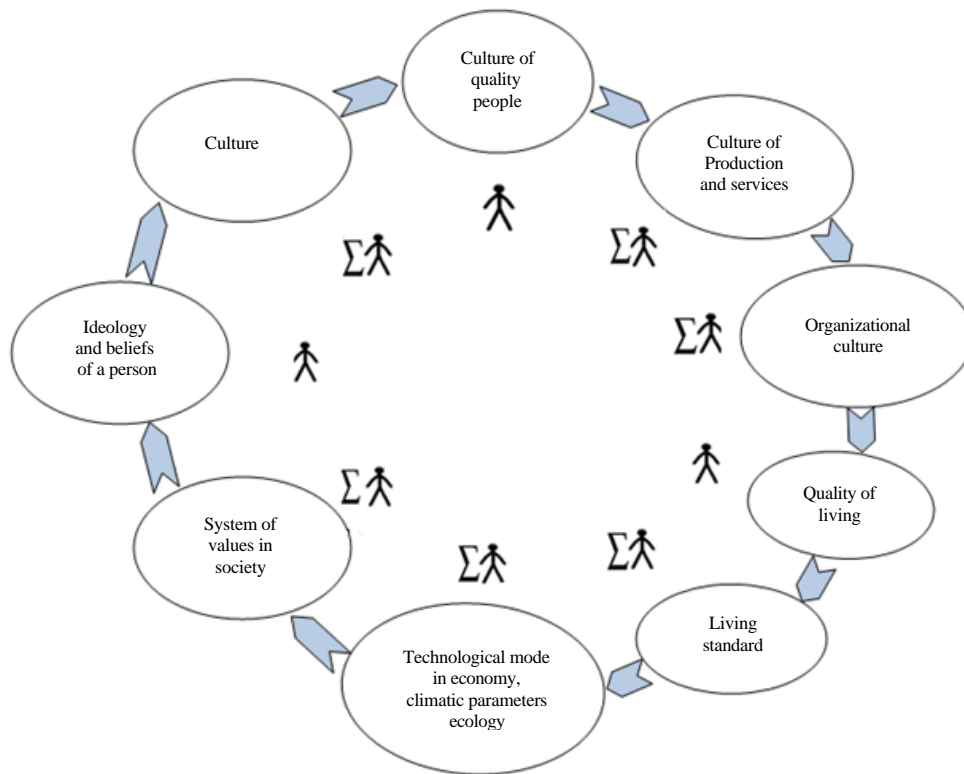 Culture of
quality
people
Culture
Culture of
Production
and services
Σ
Σ
Ideology
and beliefs
of a person
Σ
Organizational
culture
Σ
Quality of
living
System of
values in
society
Σ
Σ
Living
standard
Technological mode
in economy,
climatic parameters
ecology